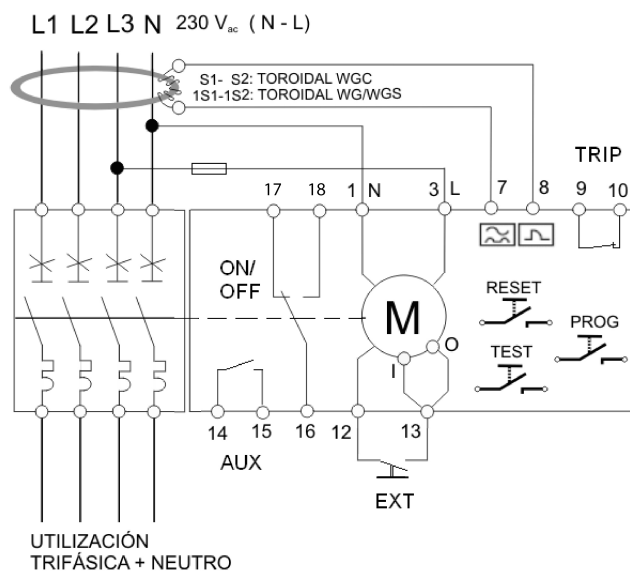 L1 L2 L3 N 230 Vac ( N - L)
S1- S2: TOROIDAL WGC
1S1-1S2: TOROIDAL WG/WGS
TRIP
17 18 1 N 3 L 7 8 9 10
ON/
OFF
M
I O
RESET
PROG
TEST
14 15 16 12 13
AUX
EXT
UTILIZACIÓN
TRIFÁSICA + NEUTRO